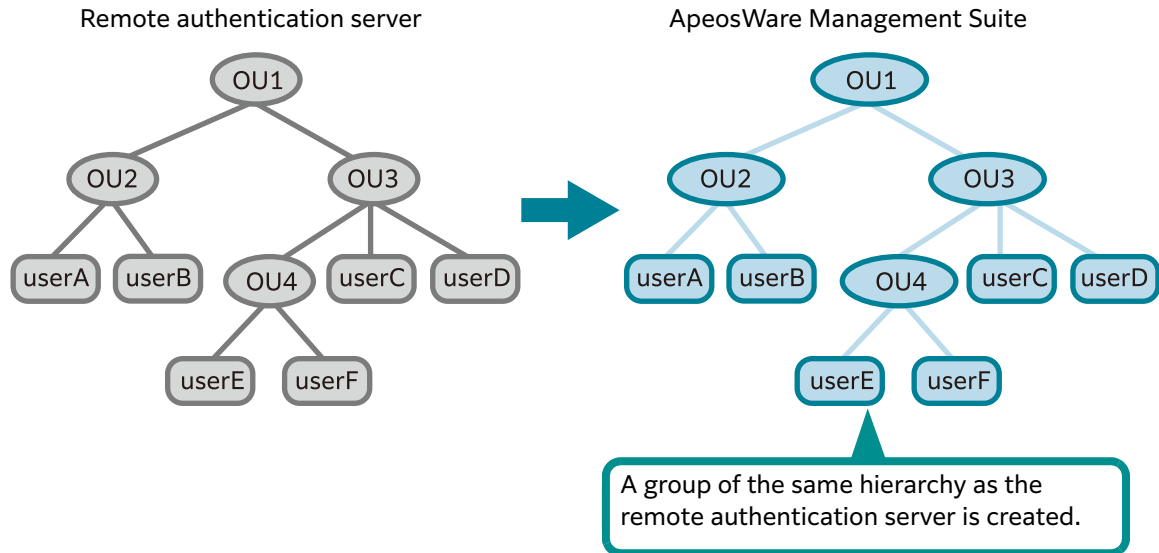 Remote authentication server
ApeosWare Management Suite
OU1
OU1
OU2
OU3
OU2
OU3
userA
userB
OU4
userC
userD
userA
userB
OU4
userC
userD
userE
userF
userE
userF
A group of the same hierarchy as the
remote authentication server is created.